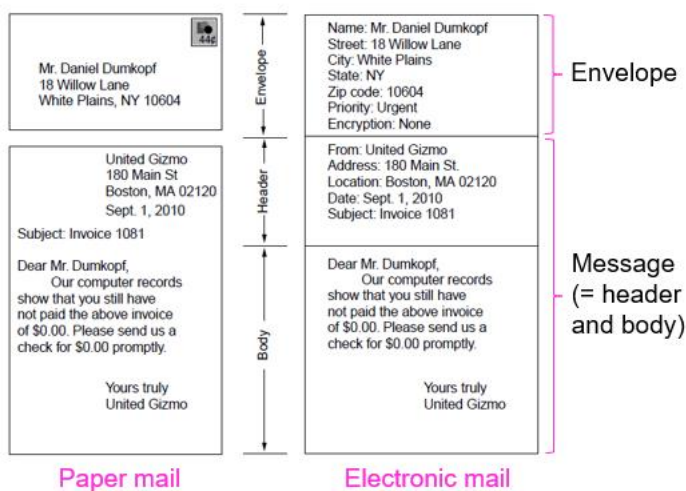 44¢
Mr. Daniel Dumkopf
18 Willow Lane
White Plains, NY 10604
United Gizmo
180 Main St
Boston, MA 02120
Sept. 1, 2010
Subject: Invoice 1081
Dear Mr. Dumkopf,
Our computer records
show that you still have
not paid the above invoice
of $0.00. Please send us a
check for $0.00 promptly.
Yours truly
United Gizmo
Paper mail
Envelope
Header
Body
Name: Mr. Daniel Dumkopf
Street: 18 Willow Lane
City: White Plains
State: NY
Zip code: 10604
Priority: Urgent
Encryption: None
From: United Gizmo
Address: 180 Main St.
Location: Boston, MA 02120
Date: Sept. 1, 2010
Subject: Invoice 1081
Dear Mr. Dumkopf,
Our computer records
show that you still have
not paid the above invoice
of $0.00. Please send us a
check for $0.00 promptly.
Yours truly
United Gizmo
Electronic mail
Envelope
Message
(= header
and body)